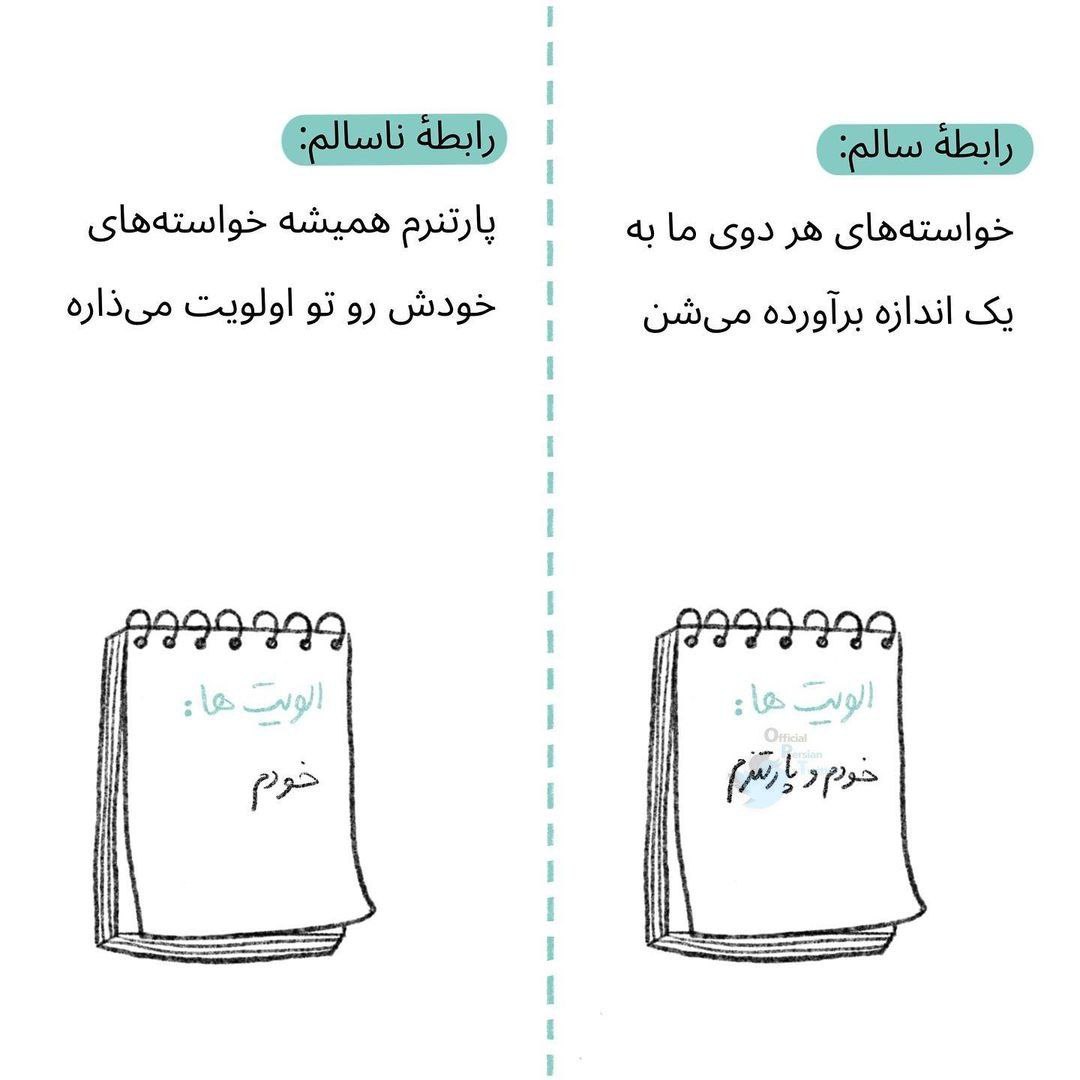 رابطهٔ سالم:
خواسته‌های هر دوی ما به
یک اندازه برآورده می‌شن
الویت ها:
خودم و پارتنرم
Official
Persian
رابطهٔ ناسالم:
پارتنرم همیشه خواسته‌های
خودش رو تو اولویت می‌ذاره
الویت ها:
خودم